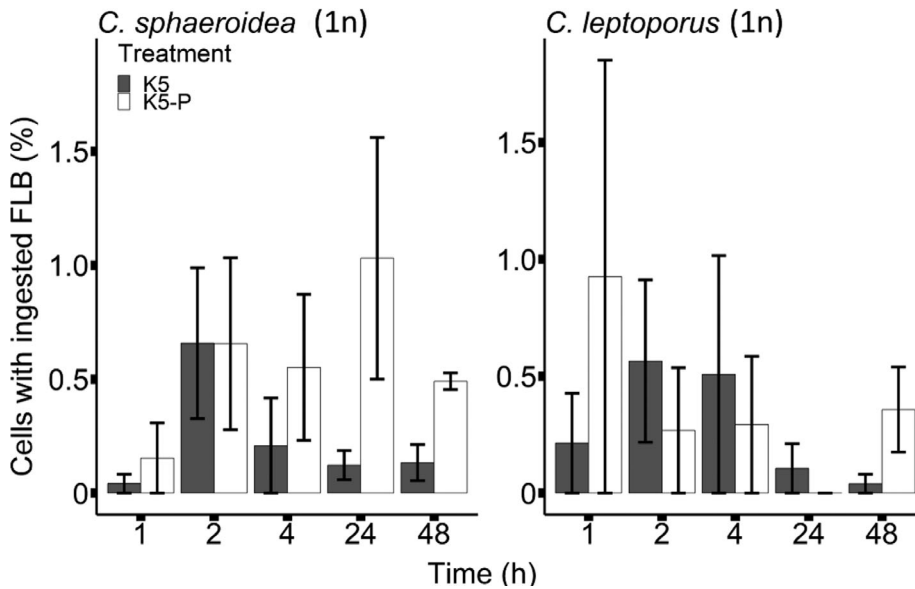 C. sphaeroidea (1n)
Treatment
K5
K5-P
Cells with ingested FLB (%)
1.5
1.0
0.5
0
1 2 4 24 48
C. leptoporus (1n)
1.5
1.0
0.5
0
1 2 4 24 48
Time (h)